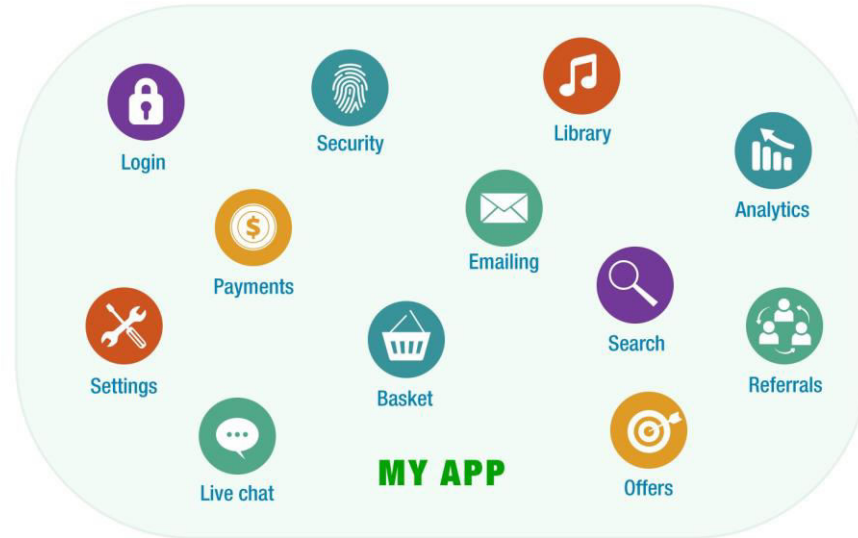 Login
Security
Library
Analytics
Payments
Emailing
Search
Settings
Basket
Referrals
Live chat
MY APP
Offers